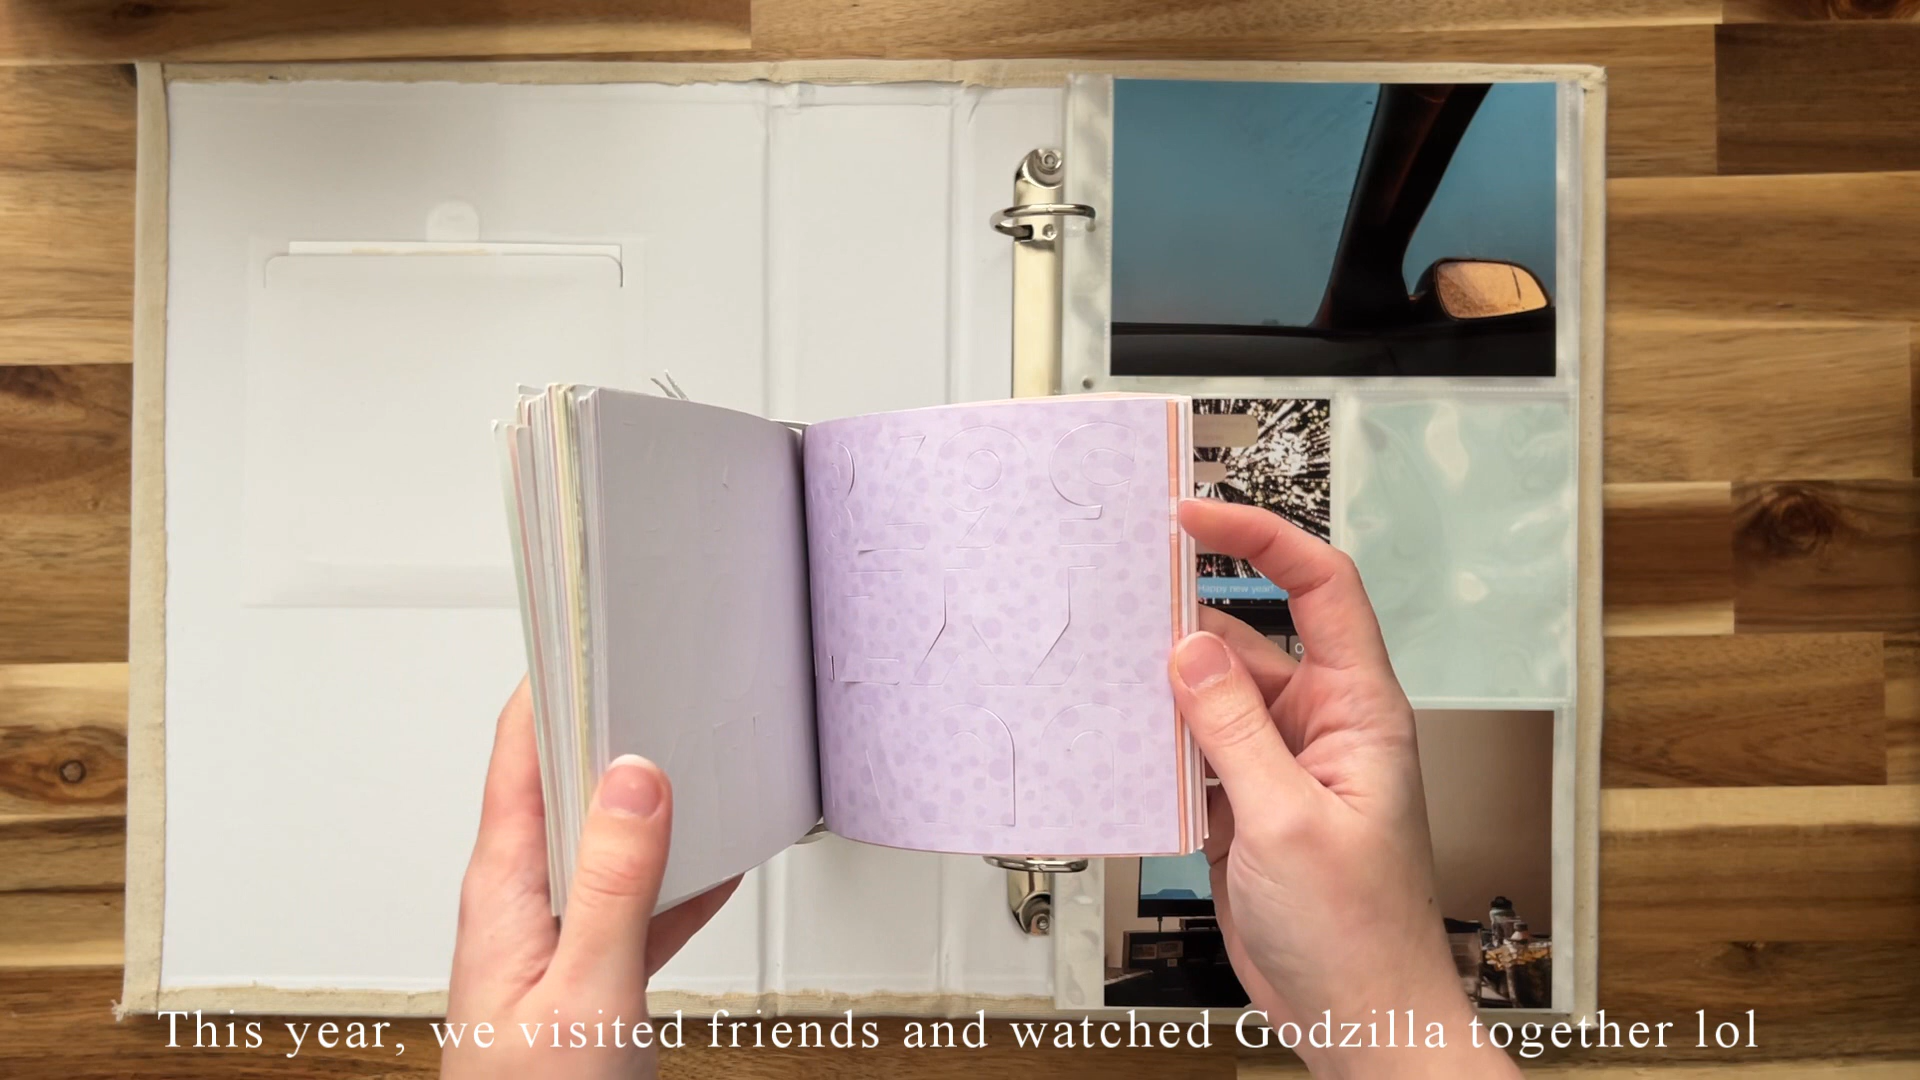 Happy new year!
This year, we visited friends and watched Godzilla together lol